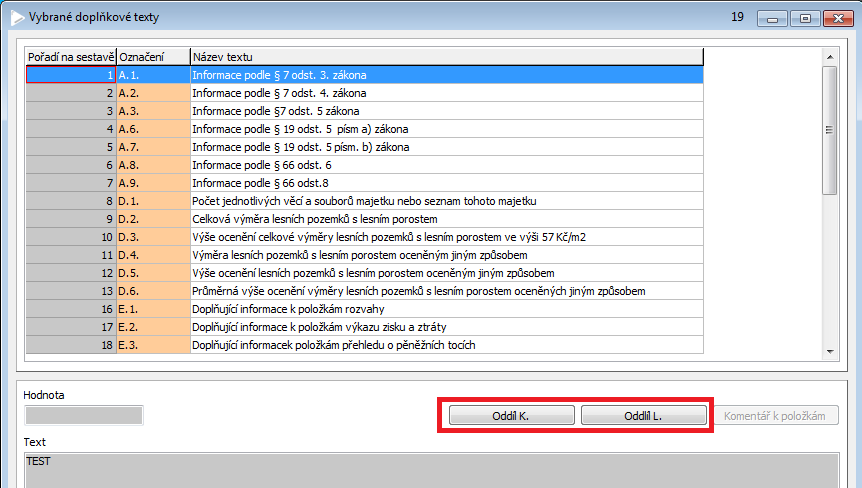 Vybrané doplňkové texty 19
Pořadí na sestavě Označení Název textu
1 A.1. Informace podle § 7 odst. 3. zákona
2 A.2. Informace podle § 7 odst. 4. zákona
3 A.3. Informace podle §7 odst. 5 zákona
4 A.6. Informace podle § 19 odst. 5 písm a) zákona
5 A.7. Informace podle § 19 odst. 5 písm. b) zákona
6 A.8. Informace podle § 66 odst. 6
7 A.9. Informace podle § 66 odst.8
8 D.1. Počet jednotlivých věcí a souborů majetku nebo seznam tohoto majetku
9 D.2. Celková výměra lesních pozemků s lesním porostem
10 D.3. Výše ocenění celkové výměry lesních pozemků s lesním porostem ve výši 57 Kč/m2
11 D.4. Výměra lesních pozemků s lesním porostem oceněným jiným způsobem
12 D.5. Výše ocenění lesních pozemků s lesním porostem oceněným jiným způsobem
13 D.6. Průměrná výše ocenění výměry lesních pozemků s lesním porostem oceněných jiným způsobem
16 E.1. Doplňující informace k položkám rozvahy
17 E.2. Doplňující informace k položkám výkazu zisku a ztráty
18 E.3. Doplňující informacek položkám přehledu o pěněžních tocích
Hodnota
Oddíl K. Oddílíl L. Komentář k položkám
Text
TEST